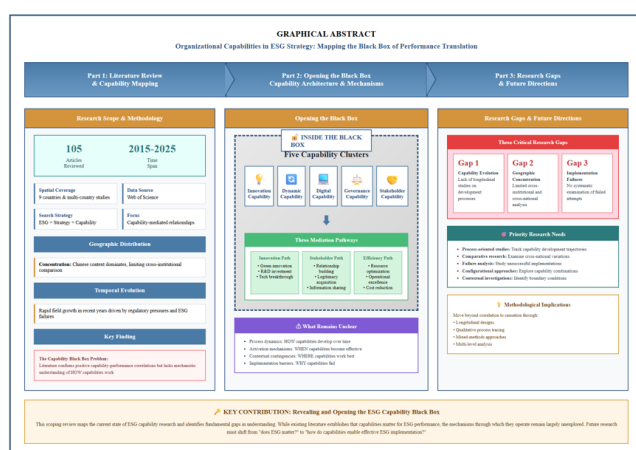 GRAPHICAL ABSTRACT
Organizational Capabilities in ESG Strategy: Mapping the Black Box of Performance Translation
Part 1: Literature Review
& Capability Mapping
Part 2: Opening the Black Box
Capability Architecture & Mechanisms
Part 3: Research Gaps
& Future Directions
Research Scope & Methodology
105
Articles
Reviewed
2015-2025
Time
Span
Spatial Coverage
9 countries & multi-country studies
Data Source
Web of Science
Search Strategy
ESG + Strategy + Capability
Focus
Capability-mediated relationships
Geographic Distribution
Concentration: Chinese context dominates, limiting cross-institutional
comparison
Temporal Evolution
Rapid field growth in recent years driven by regulatory pressures and ESG
failures
Key Finding
The Capability Black Box Problem:
Literature confirms positive capability-performance correlations but lacks mechanistic
understanding of HOW capabilities work
Opening the Box
INSIDE THE BLACK
BOX
Five Capability Clusters
Innovation
Capability
Dynamic
Capability
Digital
Capability
Governance
Capability
Stakeholder
Capability
Three Mediation Pathways
Innovation Path
• Green innovation
• R&D investment
• Tech breakthrough
Stakeholder Path
• Relationship
building
• Legitimacy
acquisition
• Information sharing
Efficiency Path
• Resource
optimization
• Operational
excellence
• Cost reduction
What Remains Unclear
• Process dynamics: HOW capabilities develop over time
• Activation mechanisms: WHEN capabilities become effective
• Contextual contingencies: WHERE capabilities work best
• Implementation barriers: WHY capabilities fail
Research Gaps & Future Directions
Three Critical Research Gaps
Gap 1
Capability Evolution
Lack of longitudinal
studies on
development
processes
Gap 2
Geographic
Concentration
Limited cross-
institutional and
cross-national
analysis
Gap 3
Implementation
Failures
No systematic
examination of failed
attempts
Priority Research Needs
• Process-oriented studies: Track capability development trajectories
• Comparative research: Examine cross-national variations
• Failure analysis: Study unsuccessful implementations
• Configurational approaches: Explore capability combinations
• Contextual investigations: Identify boundary conditions
Methodological Implications
Move beyond correlation to causation through:
• Longitudinal designs
• Qualitative process tracing
• Mixed-methods approaches
• Multi-level analysis
KEY CONTRIBUTION: Revealing and Opening the ESG Capability Black Box
This scoping review maps the current state of ESG capability research and identifies fundamental gaps in understanding. While existing literature establishes that capabilities matter for ESG performance, the mechanisms through which they operate remain largely unexplored. Future research
must shift from "does ESG matter?" to "how do capabilities enable effective ESG implementation?"